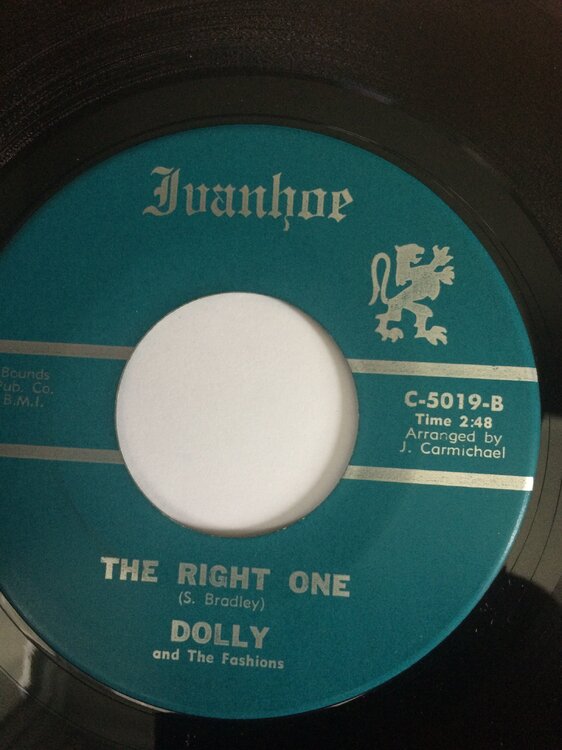 Ivanhoe
Bounds
Pub. Co.
B.M.I.
C-5019-B
Time 2:48
Arranged by
J. Carmichael
THE RIGHT ONE
(S. Bradley)
DOLLY
and The Fashions